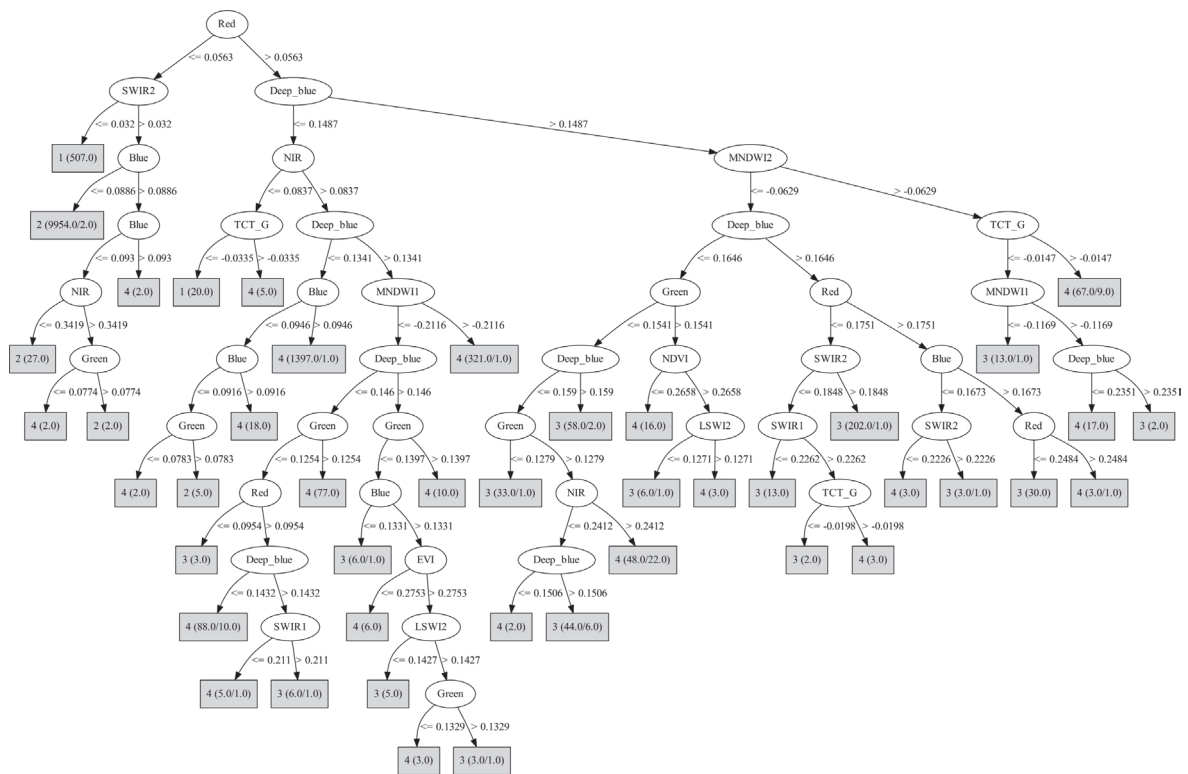 Red
<= 0.0563 > 0.0563
SWIR2 Deep_blue
<= 0.032 > 0.032 <= 0.1487 > 0.1487
1 (507.0) Blue NIR MNDWI2
<= 0.0886 > 0.0886 <= 0.0837 > 0.0837 <= -0.0629 > -0.0629
2 (9954.0/2.0) Blue TCT_G Deep_blue Deep_blue TCT_G
<= 0.093 > 0.093 <= -0.0335 > -0.0335 <= 0.1341 > 0.1341 <= 0.1646 > 0.1646 <= -0.0147 > -0.0147
NIR 4 (2.0) 1 (20.0) 4 (5.0) Blue MNDWI1 Green Red MNDWI1 4 (67.0/9.0)
<= 0.3419 > 0.3419 <= 0.0946 > 0.0946 <= -0.2116 > -0.2116 <= 0.1541 > 0.1541 <= 0.1751 > 0.1751 <= -0.1169 > -0.1169
2 (27.0) Green Blue 4 (1397.0/1.0) Deep_blue 4 (321.0/1.0) Deep_blue NDVI SWIR2 Blue 3 (13.0/1.0) Deep_blue
<= 0.0774 > 0.0774 <= 0.0916 > 0.0916 <= 0.146 > 0.146 <= 0.159 > 0.159 <= 0.2658 > 0.2658 <= 0.1848 > 0.1848 <= 0.1673 > 0.1673 <= 0.2351 > 0.2351
4 (2.0) 2 (2.0) Green 4 (18.0) Green Green Green 3 (58.0/2.0) 4 (16.0) LSWI2 SWIR1 3 (202.0/1.0) SWIR2 Red 4 (17.0) 3 (2.0)
<= 0.0783 > 0.0783 <= 0.1254 > 0.1254 <= 0.1397 > 0.1397 <= 0.1279 > 0.1279 <= 0.1271 > 0.1271 <= 0.2262 > 0.2262 <= 0.2226 > 0.2226 <= 0.2484 > 0.2484
4 (2.0) 2 (5.0) Red 4 (77.0) Blue 4 (10.0) 3 (33.0/1.0) NIR 3 (6.0/1.0) 4 (3.0) 3 (13.0) TCT_G 4 (3.0) 3 (3.0/1.0) 3 (30.0) 4 (3.0/1.0)
<= 0.0954 > 0.0954 <= 0.1331 > 0.1331 <= 0.2412 > 0.2412 <= -0.0198 > -0.0198
3 (3.0) Deep_blue 3 (6.0/1.0) EVI Deep_blue 4 (48.0/22.0) 3 (2.0) 4 (3.0)
<= 0.1432 > 0.1432 <= 0.2753 > 0.2753 <= 0.1506 > 0.1506
4 (88.0/10.0) SWIR1 4 (6.0) LSWI2 4 (2.0) 3 (44.0/6.0)
<= 0.211 > 0.211 <= 0.1427 > 0.1427
4 (5.0/1.0) 3 (6.0/1.0) 3 (5.0) Green
<= 0.1329 > 0.1329
4 (3.0) 3 (3.0/1.0)